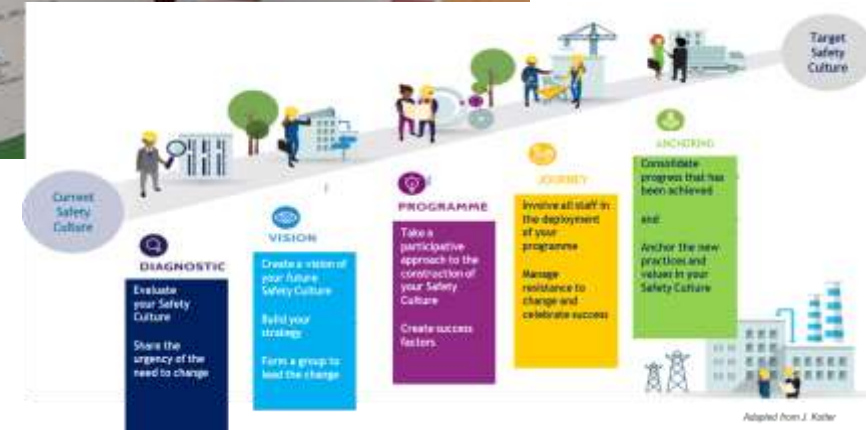 Target
Safety
Culture
Current
Safety
Culture
DIAGNOSTIC
Evaluate
your Safety
Culture
Share the
urgency of the
need to change
VISION
Create a vision of
your future
Safety Culture
Build your
strategy
Form a group to
lead the change
PROGRAMME
Take a
participative
approach to the
construction of
your Safety
Culture
Create success
factors
JOURNEY
Involve all staff in
the deployment
of your
programme
Manage
resistance to
change and
celebrate success
ANCHORING
Consolidate
progress that has
been achieved
and
Anchor the new
practices and
values in your
Safety Culture
Adapted from J. Kotter